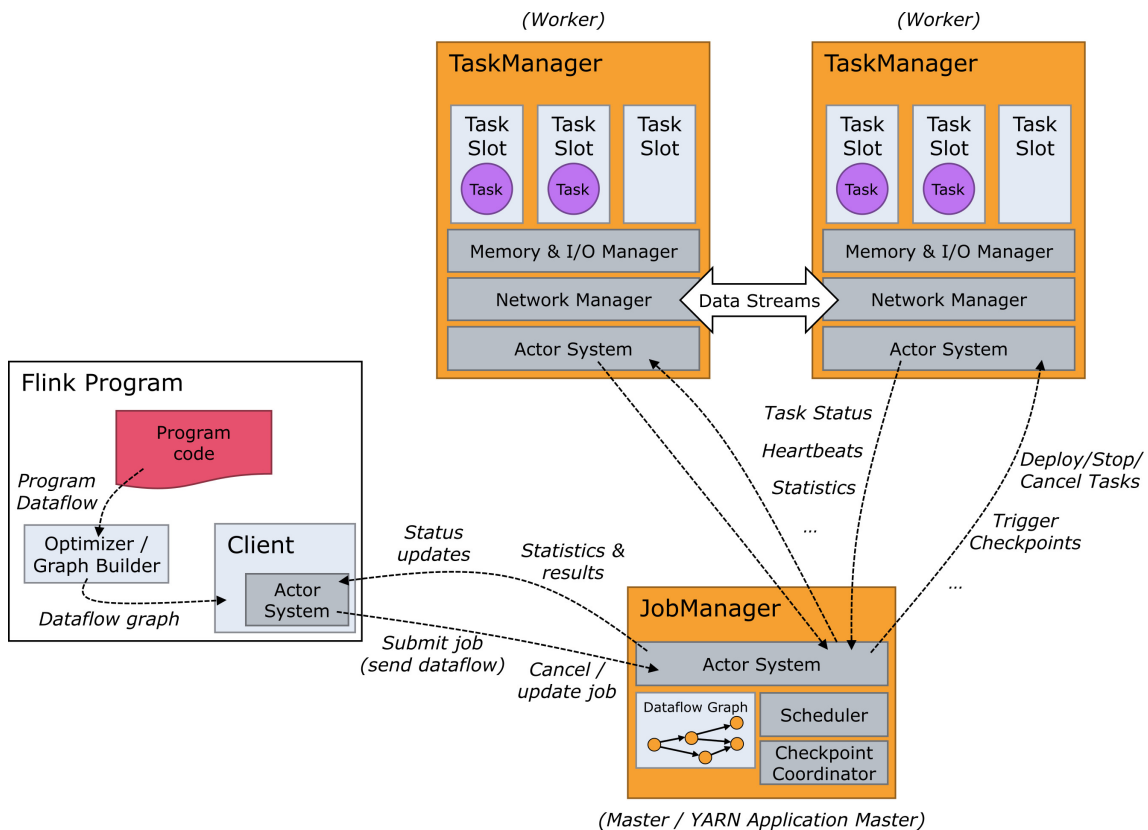 (Worker)
(Worker)
TaskManager
TaskManager
Task
Slot
Task
Slot
Task
Slot
Task
Slot
Task
Slot
Task
Slot
Task
Task
Task
Task
Memory & I/O Manager
Memory & I/O Manager
Network Manager
Data Streams
Network Manager
Actor System
Actor System
Flink Program
Program
code
Program
Dataflow
Optimizer /
Graph Builder
Dataflow graph
Client
Actor
System
Status
updates
Statistics &
results
Submit job
(send dataflow)
Cancel /
update job
Task Status
Heartbeats
Statistics
...
Deploy/Stop/
Cancel Tasks
Trigger
Checkpoints
...
JobManager
Actor System
Dataflow Graph
Scheduler
Checkpoint
Coordinator
(Master / YARN Application Master)